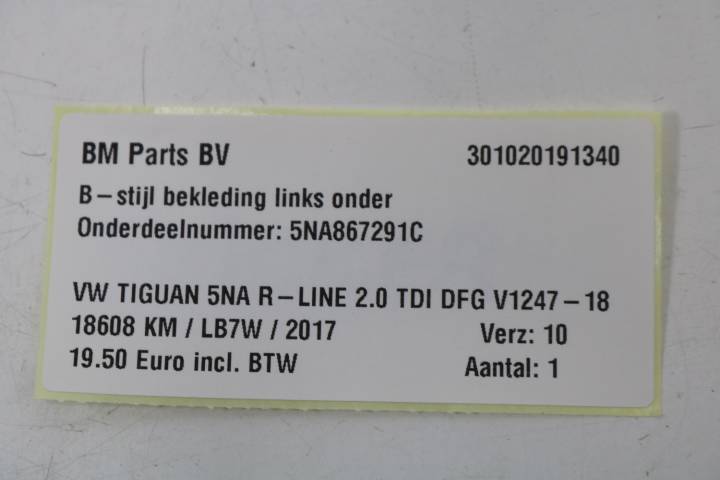 BM Parts BV 301020191340
B-stijl bekleding links onder
Onderdeelnummer: 5NA867291C
VW TIGUAN 5NA R-LINE 2.0 TDI DFG V1247-18
18608 KM / LB7W / 2017 Verz: 10
19.50 Euro incl. BTW Aantal: 1